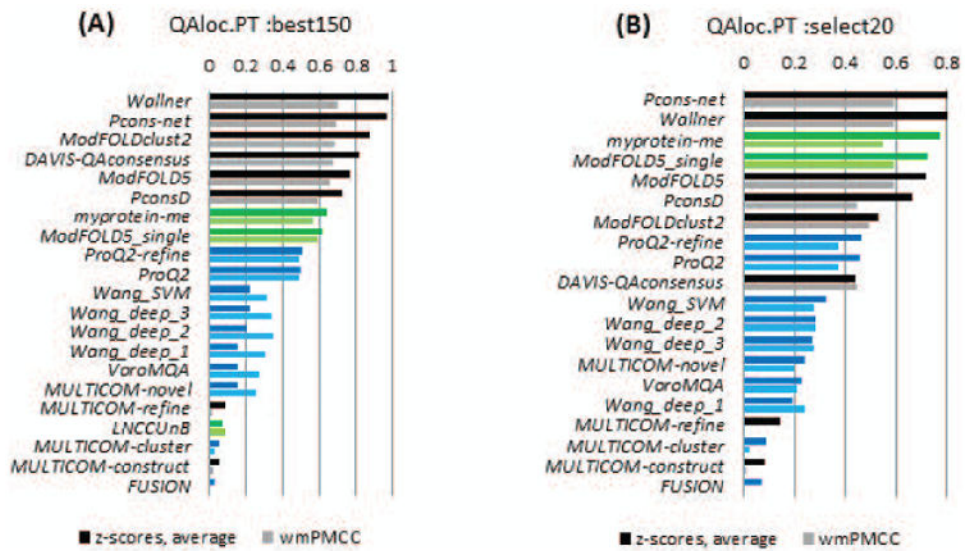 (A) QAloc.PT :best150
0 0.2 0.4 0.6 0.8 1
Wallner
Pcons-net
ModFOLDclust2
DAVIS-QAconsensus
ModFOLD5
PconsD
myprotein-me
ModFOLD5_single
ProQ2-refine
ProQ2
Wang_SVM
Wang_deep_3
Wang_deep_2
Wang_deep_1
VoroMQA
MULTICOM-novel
MULTICOM-refine
LNCCUnB
MULTICOM-cluster
MULTICOM-construct
FUSION
z-scores, average wmPMCC
(B) QAloc.PT :select20
0 0.2 0.4 0.6 0.8
Pcons-net
Wallner
myprotein-me
ModFOLD5_single
ModFOLD5
PconsD
ModFOLDclust2
ProQ2-refine
ProQ2
DAVIS-QAconsensus
Wang_SVM
Wang_deep_2
Wang_deep_3
MULTICOM-novel
VoroMQA
Wang_deep_1
MULTICOM-refine
MULTICOM-cluster
MULTICOM-construct
FUSION
z-scores, average wmPMCC